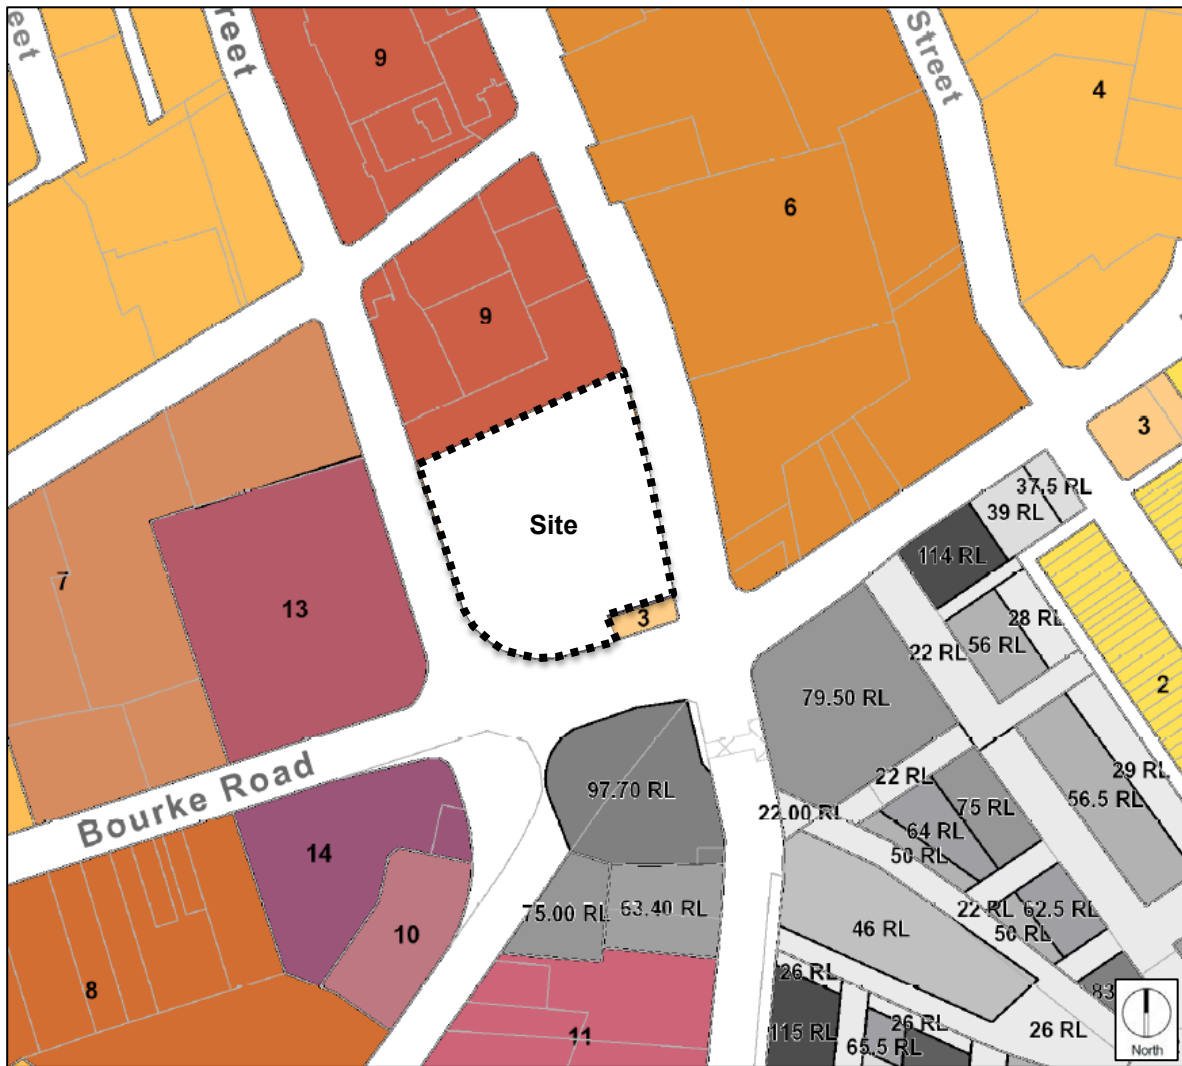 eet
reet
Street
9
4
6
9
3
37.5 RL
39 RL
114 RL
Site
7
13
3
28 RL
56 RL
22 RL
2
79.50 RL
29 RL
22 RL
56.5 RL
97.70 RL
75 RL
22.00 RL
64 RL
50 RL
Bourke Road
14
75.00 RL
63.40 RL
22 RL
62.5 RL
46 RL
50 RL
10
8
26 RL
83
26 RL
26 RL
115 RL
65.5 RL
11
North